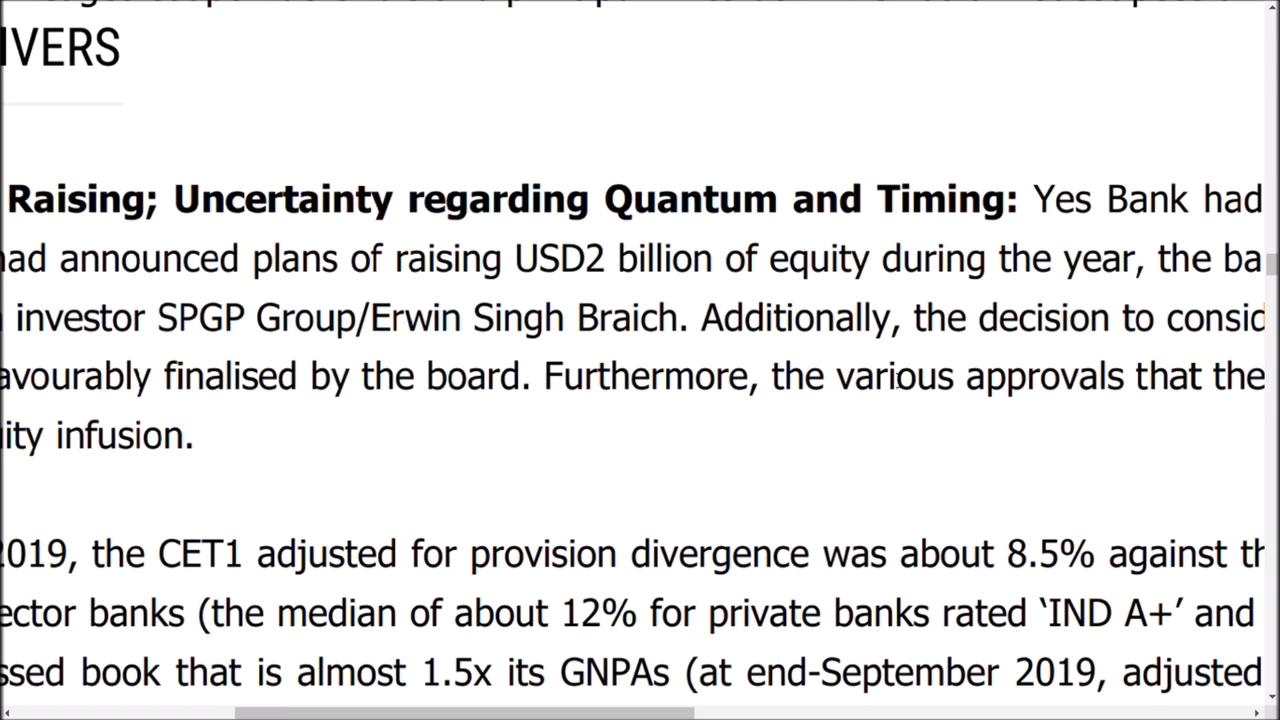 IVERS
Raising; Uncertainty regarding Quantum and Timing: Yes Bank had
had announced plans of raising USD2 billion of equity during the year, the ba
investor SPGP Group/Erwin Singh Braich. Additionally, the decision to consid
avourably finalised by the board. Furthermore, the various approvals that the
ity infusion.
2019, the CET1 adjusted for provision divergence was about 8.5% against th
ector banks (the median of about 12% for private banks rated ‘IND A+’ and
ssed book that is almost 1.5x its GNPAs (at end-September 2019, adjusted